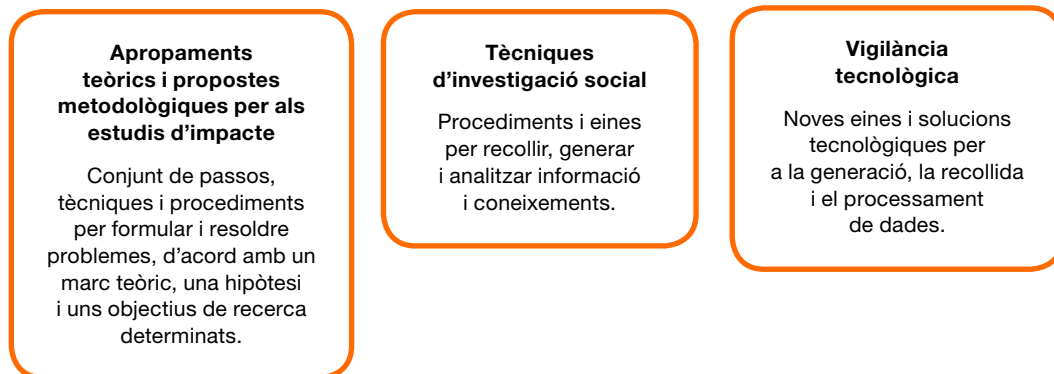 Apropaments
teòrics i propostes
metodològiques per als
estudis d’impacte
Conjunt de passos,
tècniques i procediments
per formular i resoldre
problemes, d’acord amb un
marc teòric, una hipòtesi
i uns objectius de recerca
determinats.
Tècniques
d’investigació social
Procediments i eines
per recollir, generar
i analitzar informació
i coneixements.
Vigilància
tecnològica
Noves eines i solucions
tecnològiques per
a la generació, la recollida
i el processament
de dades.